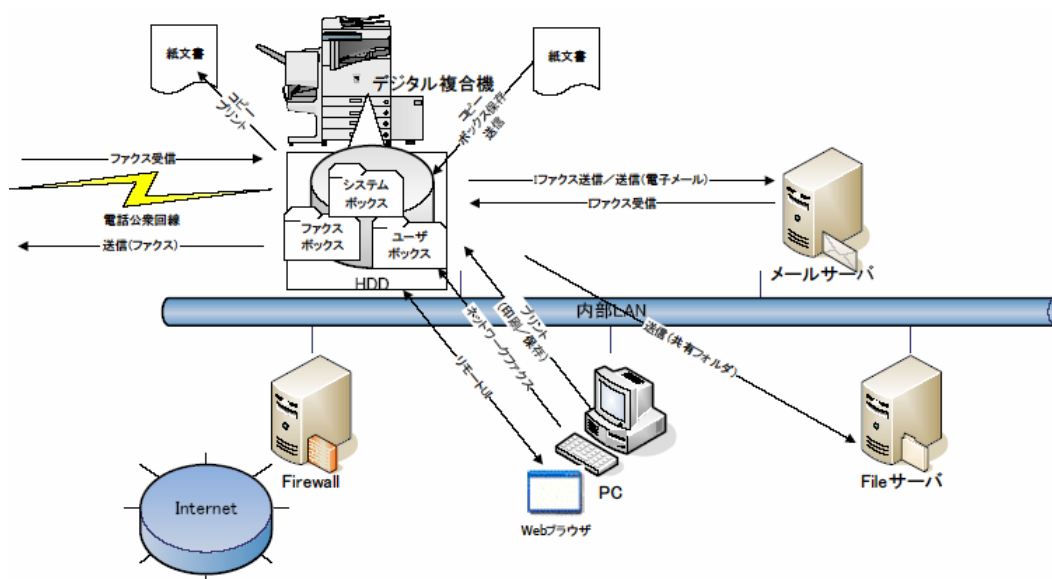 紙文書
デジタル複合機
紙文書
コピー
プリント
コピー
ボックス保存
送信
ファクス受信
電話公衆回線
送信(ファクス)
システム
ボックス
ファクス
ボックス
ユーザ
ボックス
HDD
Iファクス送信／送信(電子メール)
Iファクス受信
メールサーバ
内部LAN
プリント
(印刷／保存)
ネットワークファクス
リモートUI
送信(共有フォルダ)
Firewall
Internet
PC
Webブラウザ
Fileサーバ